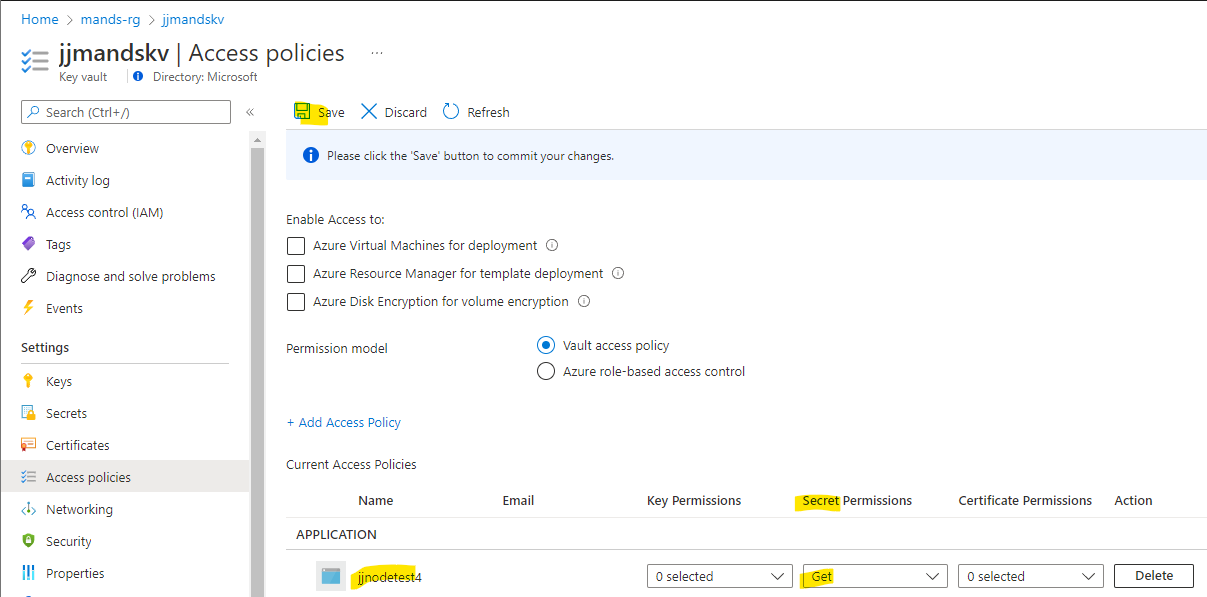 Home > mands-rg > jjmandskv
jjmandskv | Access policies ...
Key vault Directory: Microsoft
Search (Ctrl+/) «
Save Discard Refresh
Please click the 'Save' button to commit your changes.
Overview
Activity log
Access control (IAM)
Tags
Diagnose and solve problems
Events
Settings
Keys
Secrets
Certificates
Access policies
Networking
Security
Properties
Enable Access to:
Azure Virtual Machines for deployment
Azure Resource Manager for template deployment
Azure Disk Encryption for volume encryption
Permission model
Vault access policy
Azure role-based access control
+ Add Access Policy
Current Access Policies
Name Email Key Permissions Secret Permissions Certificate Permissions Action
APPLICATION
jjnodetest4 0 selected Get 0 selected Delete